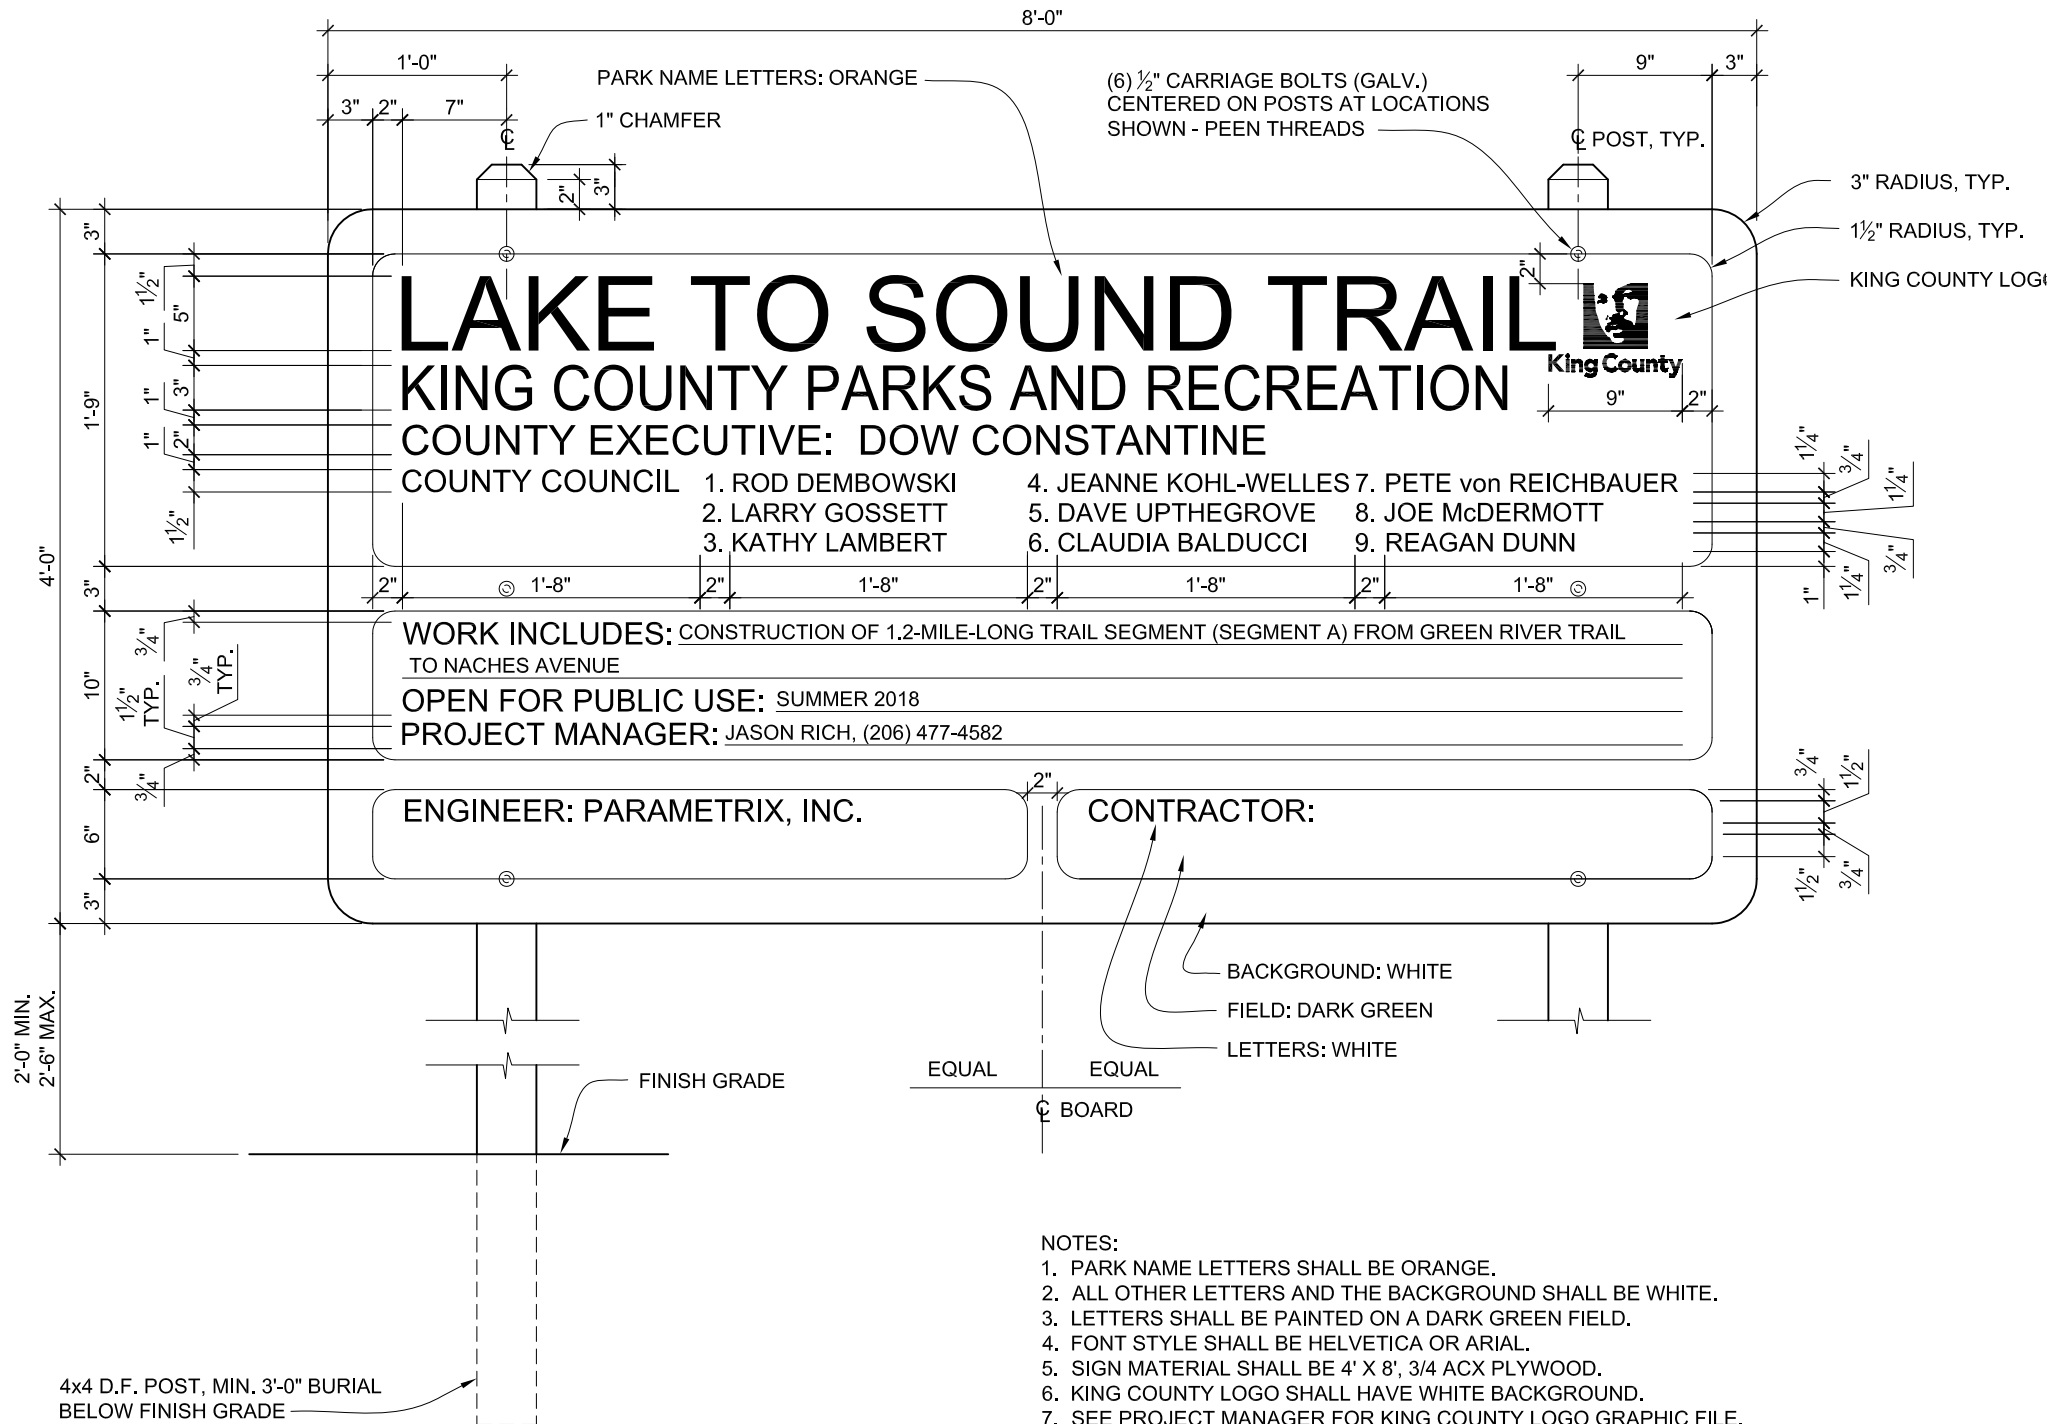 8'-0"
1'-0"
9"
3"
PARK NAME LETTERS: ORANGE
(6) ½" CARRIAGE BOLTS (GALV.)
CENTERED ON POSTS AT LOCATIONS
SHOWN - PEEN THREADS
3"
2"
7"
1" CHAMFER
℄
℄ POST, TYP.
2"
3"
3" RADIUS, TYP.
1½" RADIUS, TYP.
KING COUNTY LOG
3"
1½"
5"
1"
3"
1"
2"
1"
1½"
1'-9"
4'-0"
2"
LAKE TO SOUND TRAIL
King County
KING COUNTY PARKS AND RECREATION
9"
2"
COUNTY EXECUTIVE: DOW CONSTANTINE
COUNTY COUNCIL
1. ROD DEMBOWSKI
4. JEANNE KOHL-WELLES
7. PETE von REICHBAUER
2. LARRY GOSSETT
5. DAVE UPTHEGROVE
8. JOE McDERMOTT
3. KATHY LAMBERT
6. CLAUDIA BALDUCCI
9. REAGAN DUNN
1¼"
¾"
1¼"
¾"
1¼"
1"
3"
2"
1'-8"
2"
1'-8"
2"
1'-8"
2"
1'-8"
¾"
10"
1½"
TYP.
¾"
TYP.
¾"
WORK INCLUDES: CONSTRUCTION OF 1.2-MILE-LONG TRAIL SEGMENT (SEGMENT A) FROM GREEN RIVER TRAIL
TO NACHES AVENUE
OPEN FOR PUBLIC USE: SUMMER 2018
PROJECT MANAGER: JASON RICH, (206) 477-4582
2"
2"
ENGINEER: PARAMETRIX, INC.
CONTRACTOR:
¾"
1½"
¾"
1½"
6"
3"
BACKGROUND: WHITE
FIELD: DARK GREEN
LETTERS: WHITE
2'-0" MIN.
2'-6" MAX.
FINISH GRADE
EQUAL
EQUAL
℄ BOARD
NOTES:
1. PARK NAME LETTERS SHALL BE ORANGE.
2. ALL OTHER LETTERS AND THE BACKGROUND SHALL BE WHITE.
3. LETTERS SHALL BE PAINTED ON A DARK GREEN FIELD.
4. FONT STYLE SHALL BE HELVETICA OR ARIAL.
5. SIGN MATERIAL SHALL BE 4' X 8', 3/4 ACX PLYWOOD.
6. KING COUNTY LOGO SHALL HAVE WHITE BACKGROUND.
7. SEE PROJECT MANAGER FOR KING COUNTY LOGO GRAPHIC FILE.
4x4 D.F. POST, MIN. 3'-0" BURIAL
BELOW FINISH GRADE